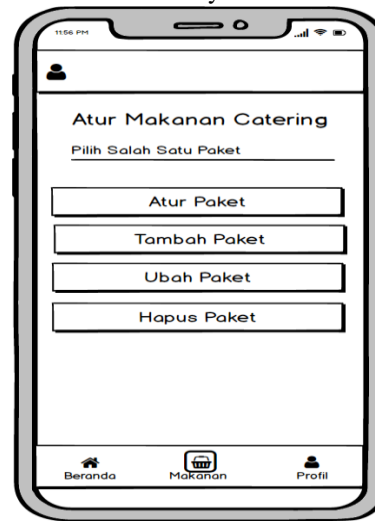 11:56 PM
Atur Makanan Catering
Pilih Salah Satu Paket
Atur Paket
Tambah Paket
Ubah Paket
Hapus Paket
Beranda Makanan Profil